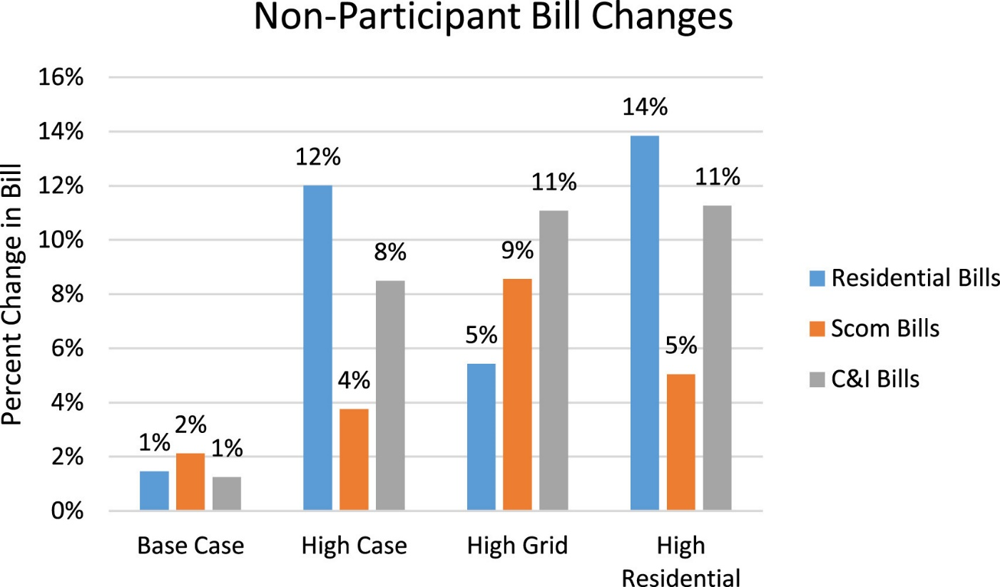 Non-Participant Bill Changes
Percent Change in Bill
16%
14%
12%
10%
8%
6%
4%
2%
0%
1%
2%
1%
12%
4%
8%
5%
9%
11%
14%
5%
11%
Base Case
High Case
High Grid
High
Residential
Residential Bills
Scom Bills
C&I Bills